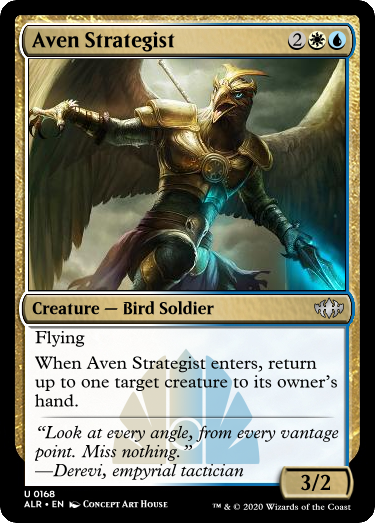 Aven Strategist 2
Creature — Bird Soldier
Flying
When Aven Strategist enters, return
up to one target creature to its owner's
hand.
“Look at every angle, from every vantage
point. Miss nothing.”
—Derevi, empyrial tactician
3/2
U 0168
ALR • EN Concept Art House
™ & © 2020 Wizards of the Coast